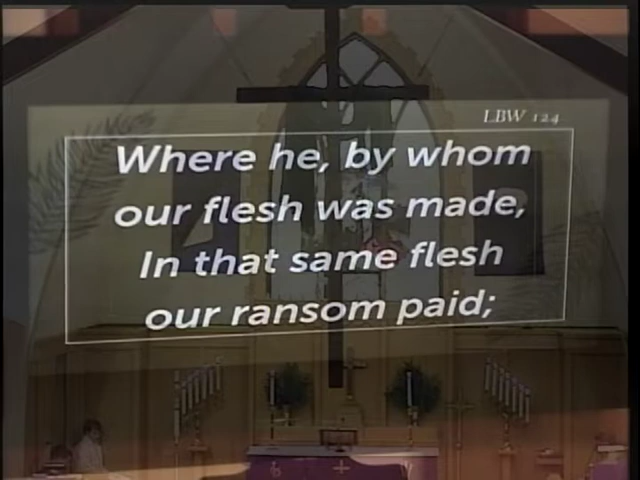 LBW 124
Where he, by whom
our flesh was made,
In that same flesh
our ransom paid;